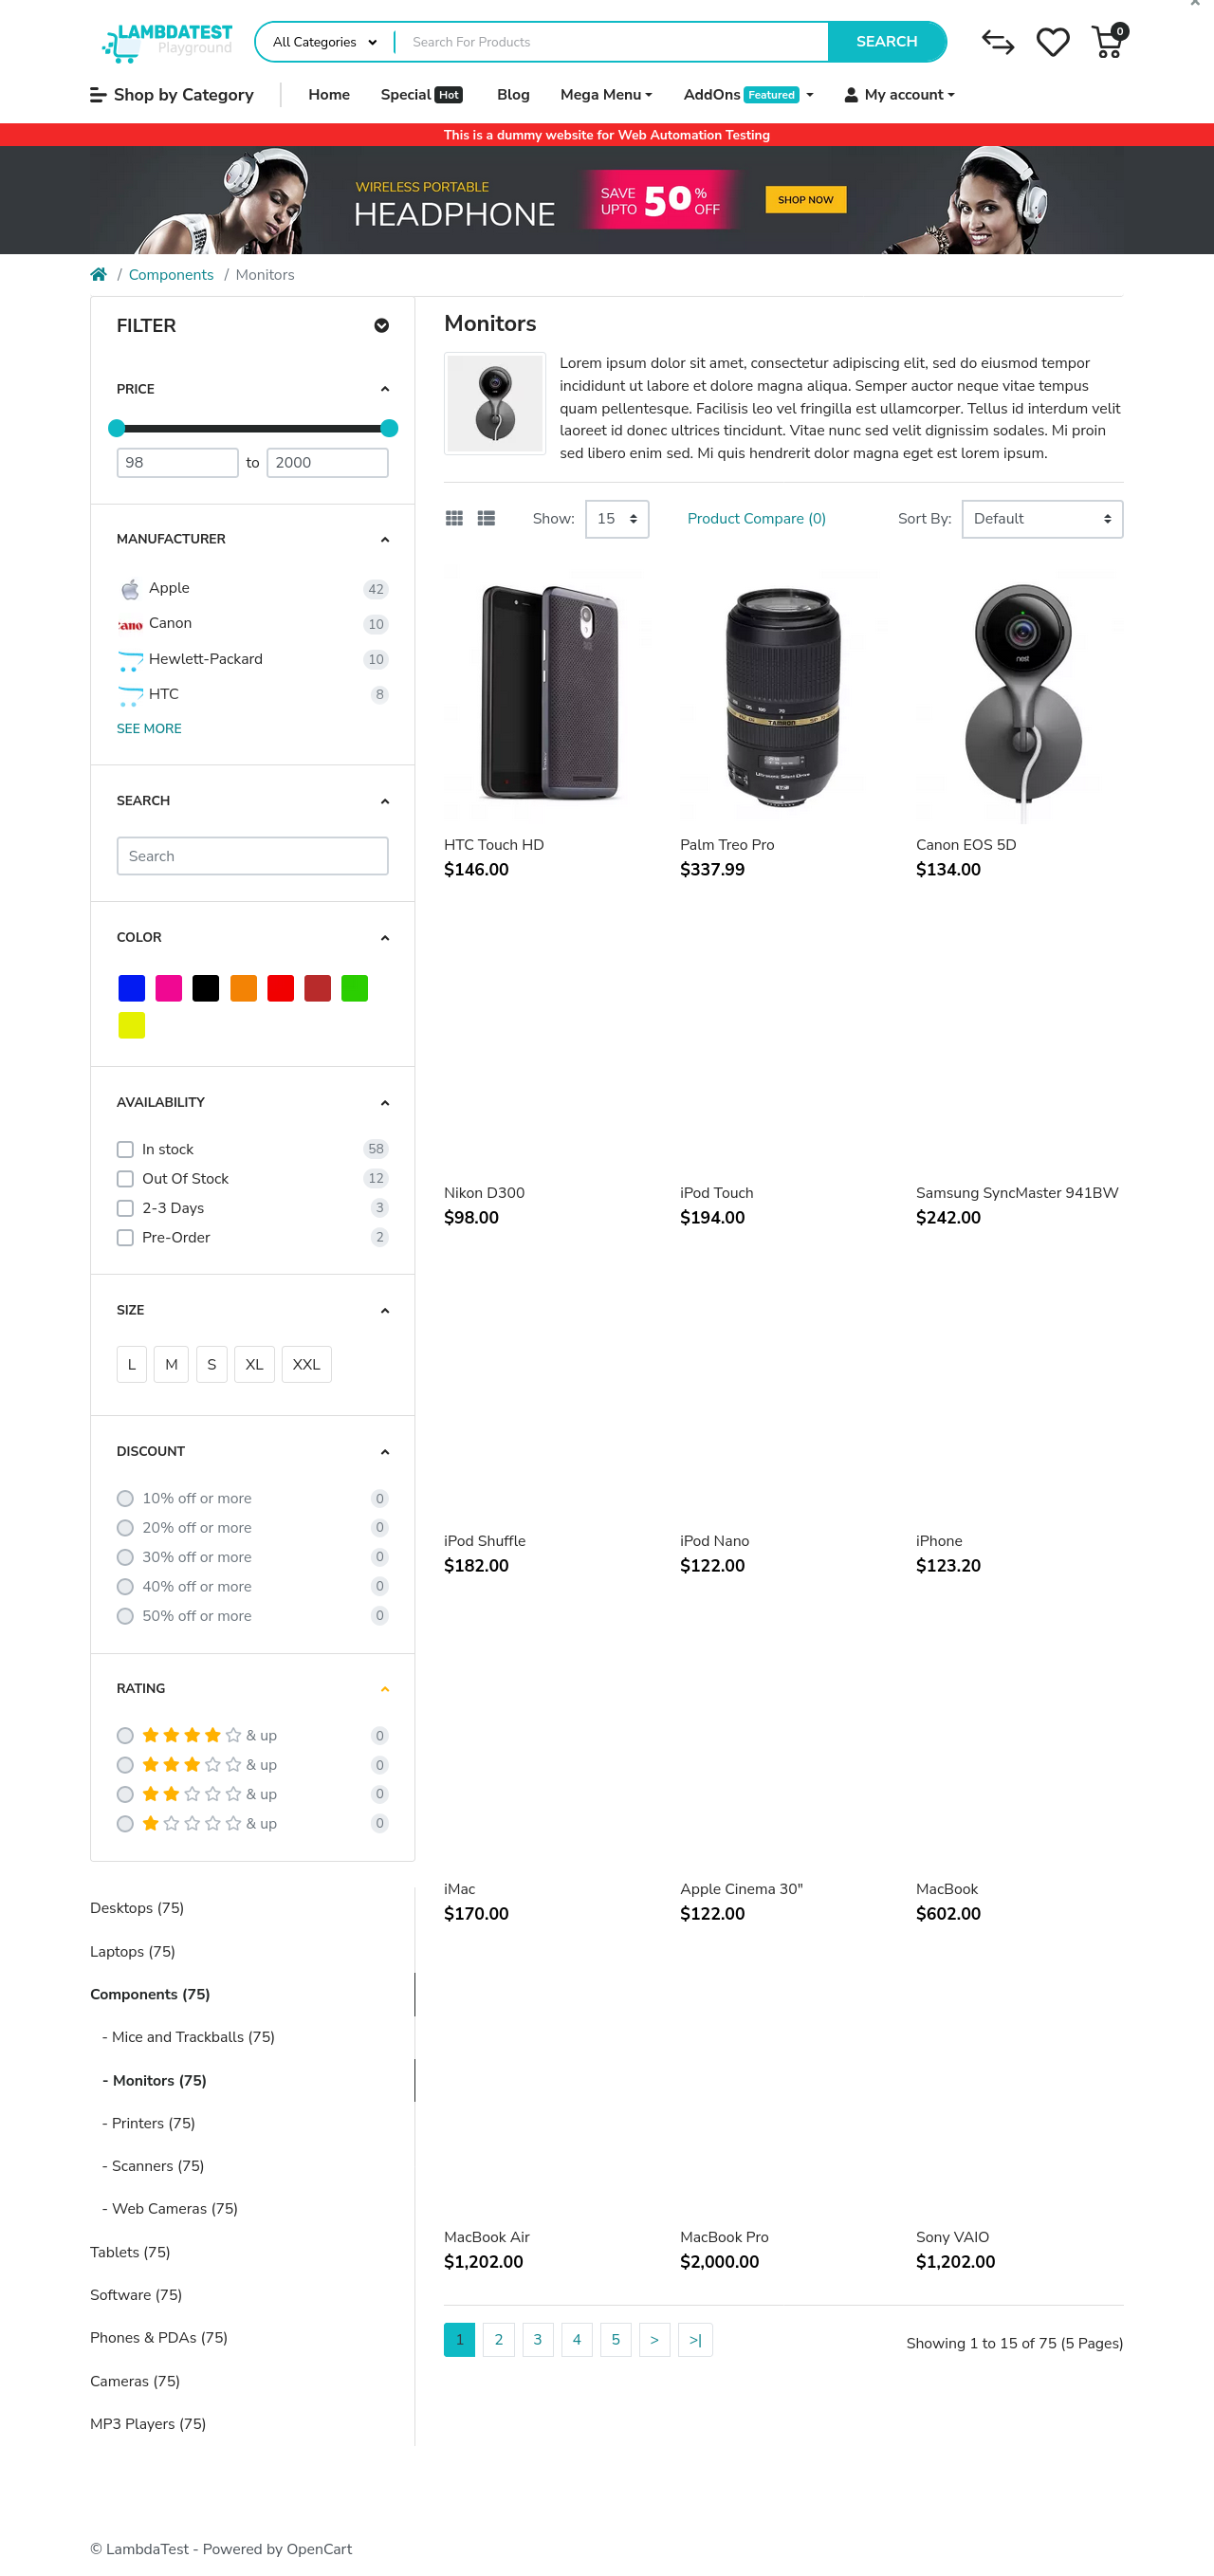 LAMBDATEST
Playground
All Categories
Search For Products
SEARCH
0
Shop by Category
Home
Special Hot
Blog
Mega Menu
AddOns Featured
My account
This is a dummy website for Web Automation Testing
WIRELESS PORTABLE
HEADPHONE
SAVE
UPTO
50
%
OFF
SHOP NOW
/ Components / Monitors
FILTER
PRICE
98 to 2000
MANUFACTURER
Apple 42
Canon 10
Hewlett-Packard 10
HTC 8
SEE MORE
SEARCH
Search
COLOR
AVAILABILITY
In stock 58
Out Of Stock 12
2-3 Days 3
Pre-Order 2
SIZE
L M S XL XXL
DISCOUNT
10% off or more 0
20% off or more 0
30% off or more 0
40% off or more 0
50% off or more 0
RATING
& up 0
& up 0
& up 0
& up 0
Desktops (75)
Laptops (75)
Components (75)
- Mice and Trackballs (75)
- Monitors (75)
- Printers (75)
- Scanners (75)
- Web Cameras (75)
Tablets (75)
Software (75)
Phones & PDAs (75)
Cameras (75)
MP3 Players (75)
Monitors
Lorem ipsum dolor sit amet, consectetur adipiscing elit, sed do eiusmod tempor
incididunt ut labore et dolore magna aliqua. Semper auctor neque vitae tempus
quam pellentesque. Facilisis leo vel fringilla est ullamcorper. Tellus id interdum velit
laoreet id donec ultrices tincidunt. Vitae nunc sed velit dignissim sodales. Mi proin
sed libero enim sed. Mi quis hendrerit dolor magna eget est lorem ipsum.
Show: 15
Product Compare (0)
Sort By: Default
TAMRON
Ultrasonic Silent Drive
nest
HTC Touch HD
$146.00
Palm Treo Pro
$337.99
Canon EOS 5D
$134.00
Nikon D300
$98.00
iPod Touch
$194.00
Samsung SyncMaster 941BW
$242.00
iPod Shuffle
$182.00
iPod Nano
$122.00
iPhone
$123.20
iMac
$170.00
Apple Cinema 30"
$122.00
MacBook
$602.00
MacBook Air
$1,202.00
MacBook Pro
$2,000.00
Sony VAIO
$1,202.00
1 2 3 4 5 > >|
Showing 1 to 15 of 75 (5 Pages)
© LambdaTest - Powered by OpenCart